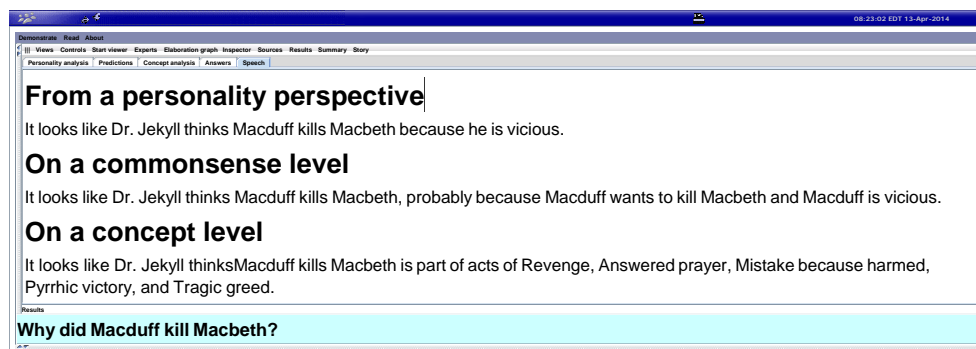 08:23:02 EDT 13-Apr-2014
Demonstrate Read About
Views Controls Start viewer Experts Elaboration graph Inspector Sources Results Summary Story
Personality analysis Predictions Concept analysis Answers Speech
From a personality perspective
It looks like Dr. Jekyll thinks Macduff kills Macbeth because he is vicious.
On a commonsense level
It looks like Dr. Jekyll thinks Macduff kills Macbeth, probably because Macduff wants to kill Macbeth and Macduff is vicious.
On a concept level
It looks like Dr. Jekyll thinksMacduff kills Macbeth is part of acts of Revenge, Answered prayer, Mistake because harmed,
Pyrrhic victory, and Tragic greed.
Results
Why did Macduff kill Macbeth?